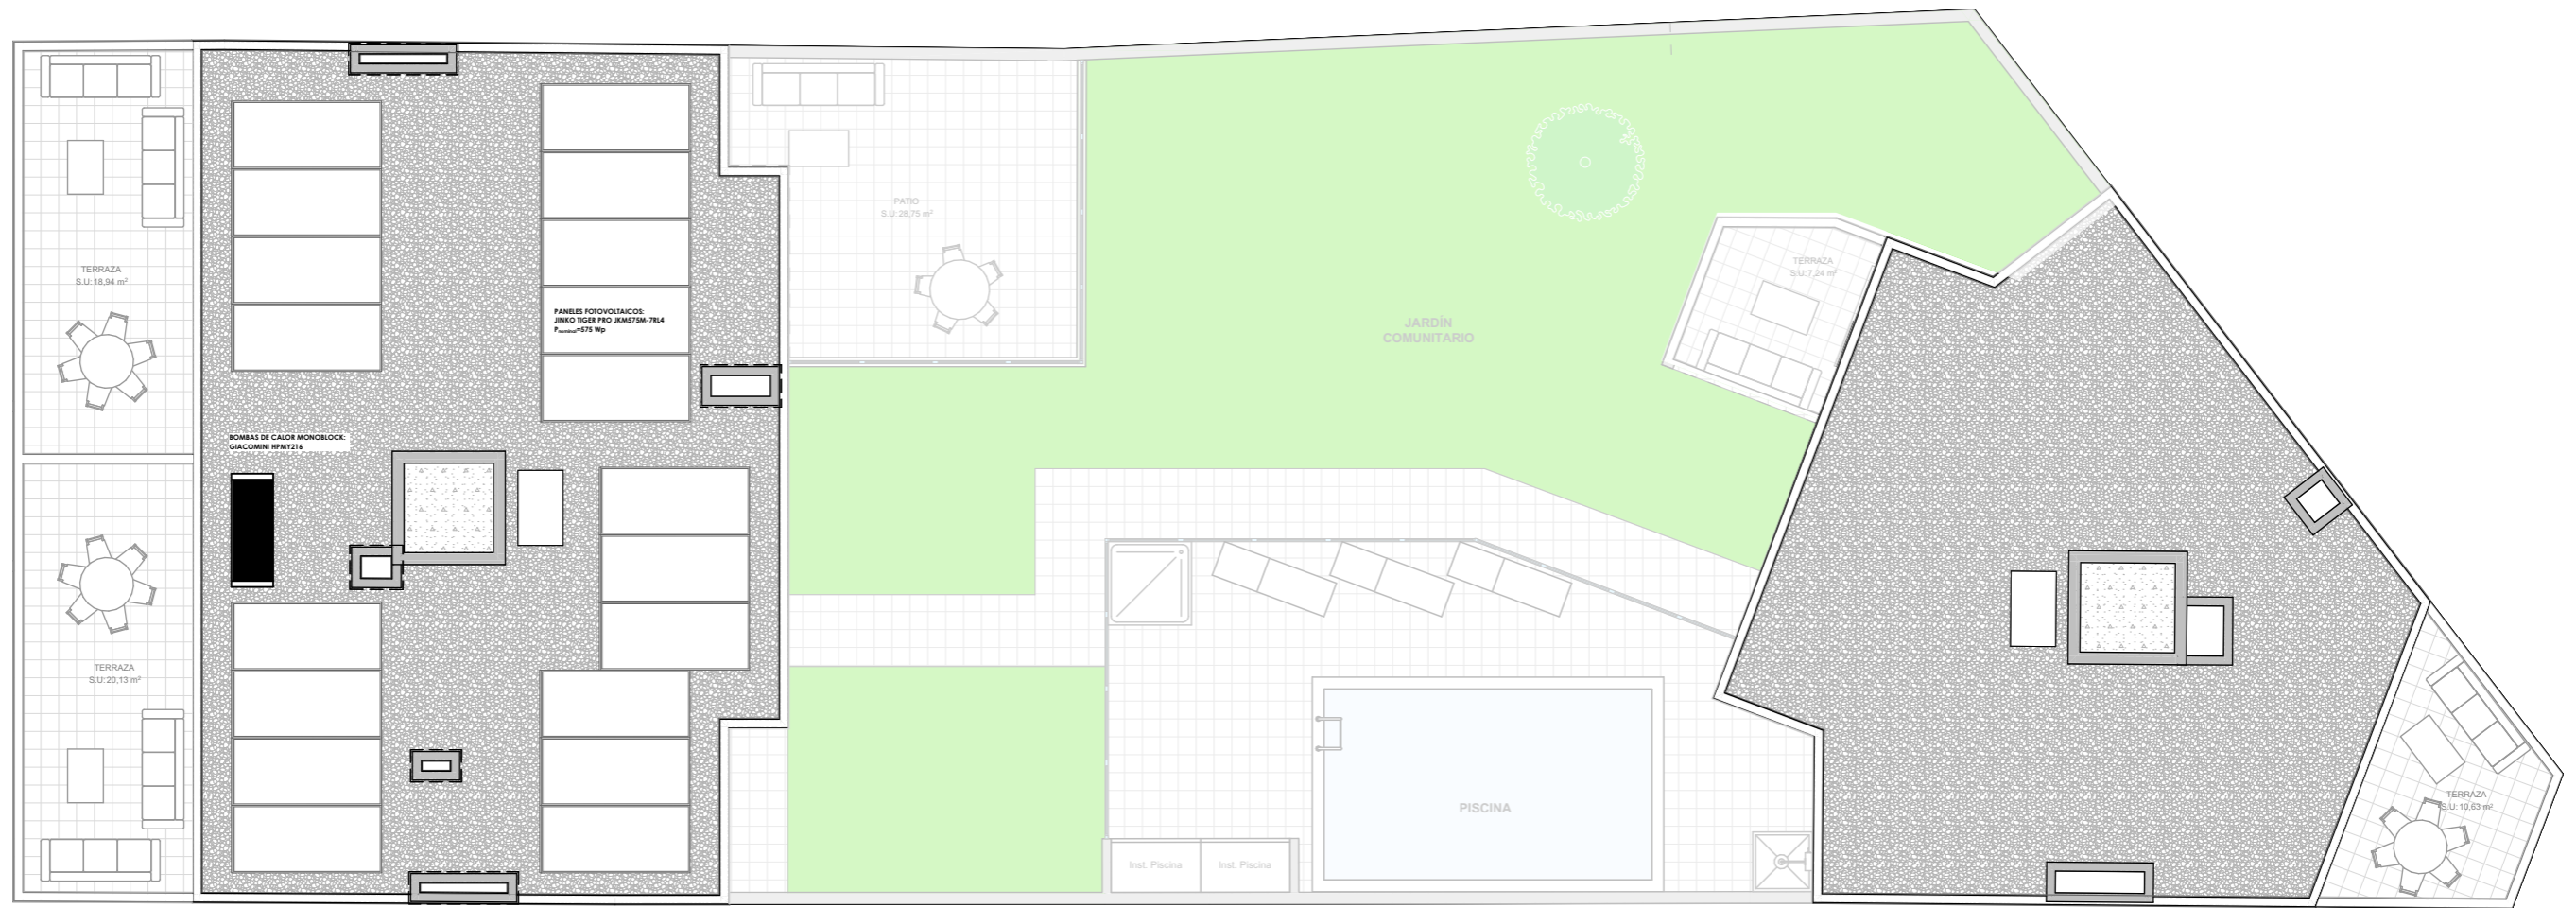 PATIO
S.U: 28,75 m²
TERRAZA
S.U: 18,94 m²
TERRAZA
S.U: 7,24 m²
PANELES FOTOVOLTAICOS:
JINKO TIGER PRO JKM575M-7RL4
Pnominal=575 Wp
JARDÍN
COMUNITARIO
BOMBAS DE CALOR MONOBLOCK:
GIACOMINI HPMY216
TERRAZA
S.U: 20,13 m²
PISCINA
TERRAZA
S.U: 10,63 m²
Inst. Piscina
Inst. Piscina